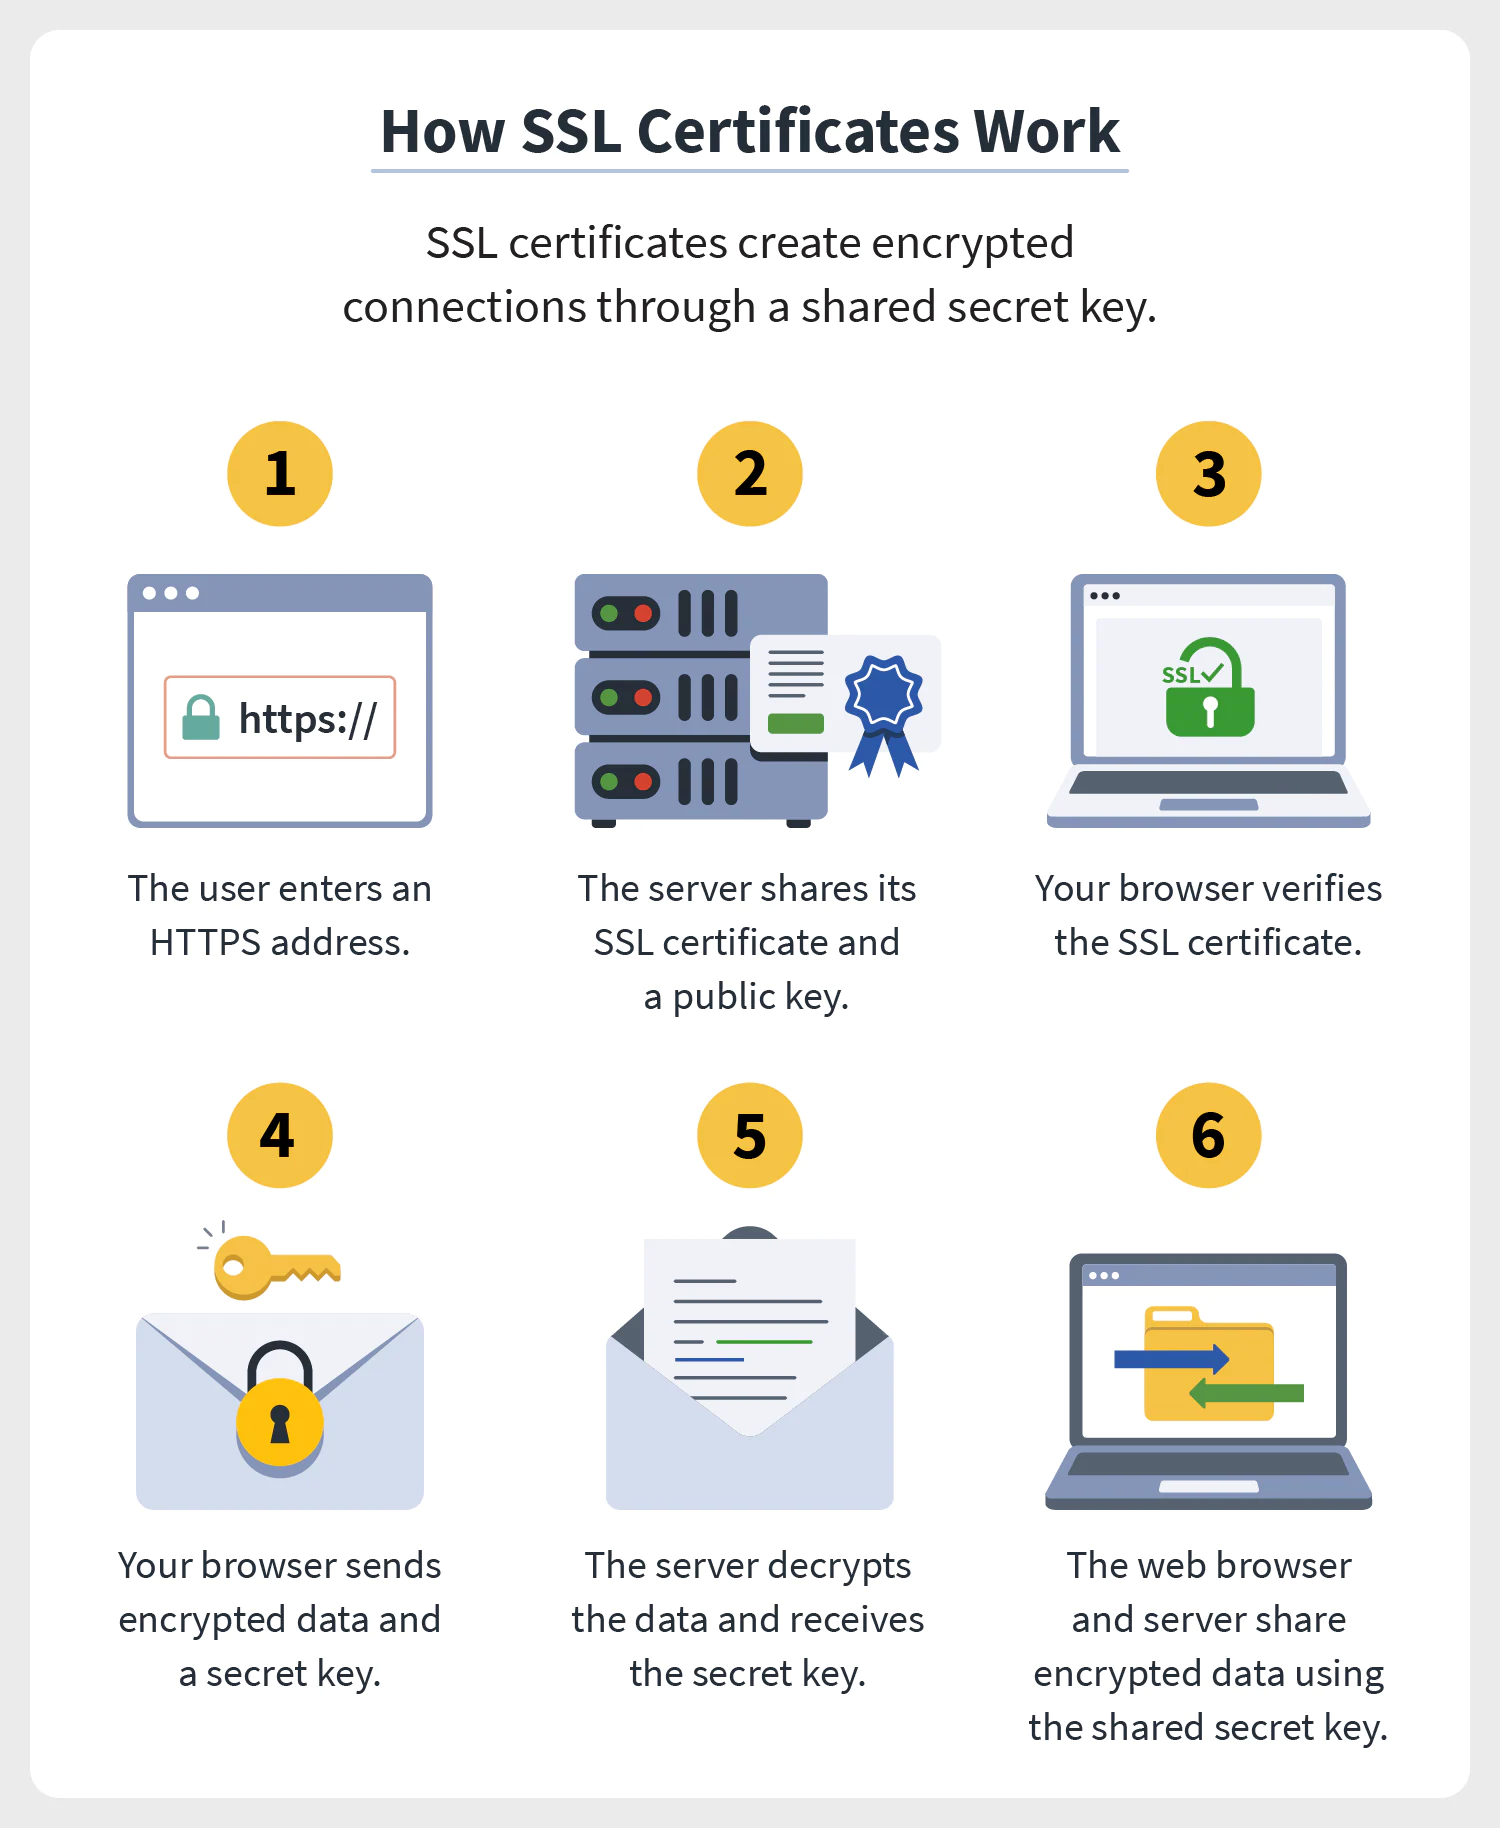 How SSL Certificates Work
SSL certificates create encrypted
connections through a shared secret key.
1
https://
The user enters an
HTTPS address.
2
The server shares its
SSL certificate and
a public key.
3
SSL
Your browser verifies
the SSL certificate.
4
Your browser sends
encrypted data and
a secret key.
5
The server decrypts
the data and receives
the secret key.
6
The web browser
and server share
encrypted data using
the shared secret key.